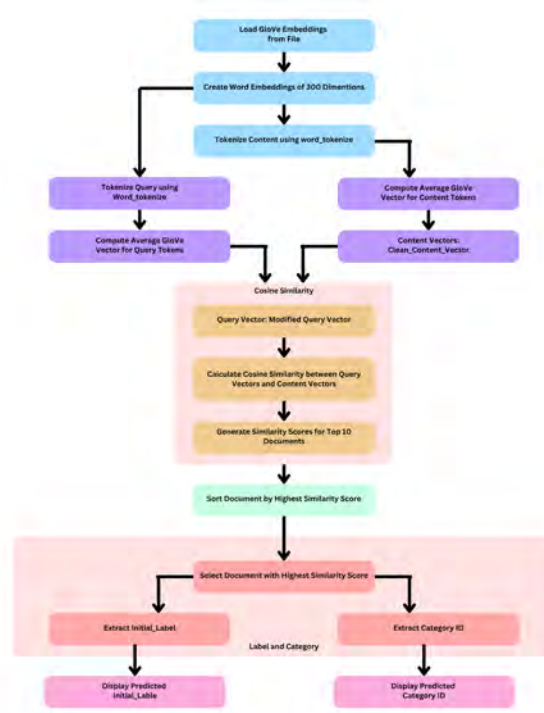 Load GloVe Embeddings
from File
Create Word Embeddings of 300 Dimentions
Tokenize Content using word_tokenize
Tokenize Query using
Word_tokenize
Compute Average GloVe
Vector for Content Tokens
Compute Average GloVe
Vector for Query Tokens
Content Vectors:
Clean_Content_Vector
Cosine Similarity
Query Vector: Modified Query Vector
Calculate Cosine Similarity between Query
Vectors and Content Vectors
Generate Similarity Scores for Top 10
Documents
Sort Document by Highest Similarity Score
Select Document with Highest Similarity Score
Extract Initial_Label
Extract Category ID
Label and Category
Display Predicted
Initial_Lable
Display Predicted
Category ID